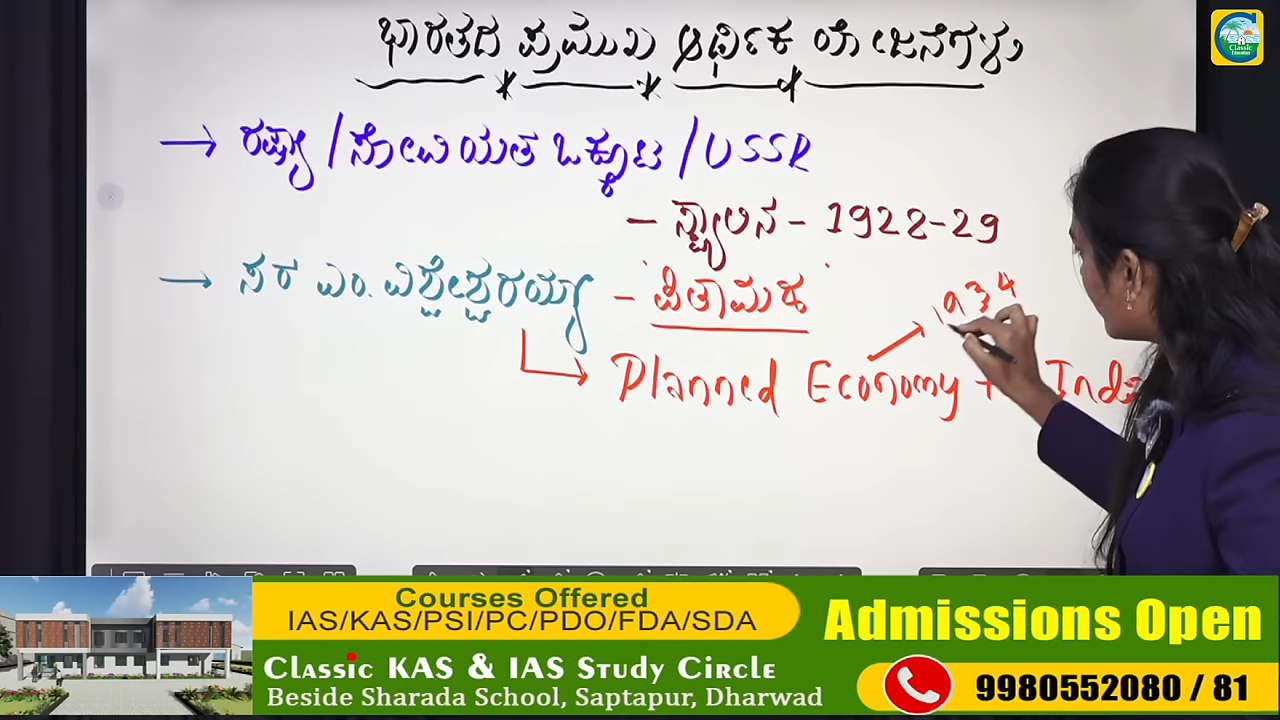 ಭಾರತದ ಪ್ರಮುಖ ಆರ್ಥಿಕ ಯೋಜನೆಗಳು
→ ರಷ್ಯಾ / ಸೋವಿಯತ ಒಕ್ಕೂಟ / USSR
- ಸ್ಟ್ಯಾಲಿನ - 1928-29
→ ಸರ ಎಂ. ವಿಶ್ವೇಶ್ವರಯ್ಯಾ - ಪಿತಾಮಹ
1934
Planned Economy
Classic
Education
Courses Offered
IAS/KAS/PSI/PC/PDO/FDA/SDA
Classic KAS & IAS Study Circle
Beside Sharada School, Saptapur, Dharwad
Admissions Open
9980552080 / 81